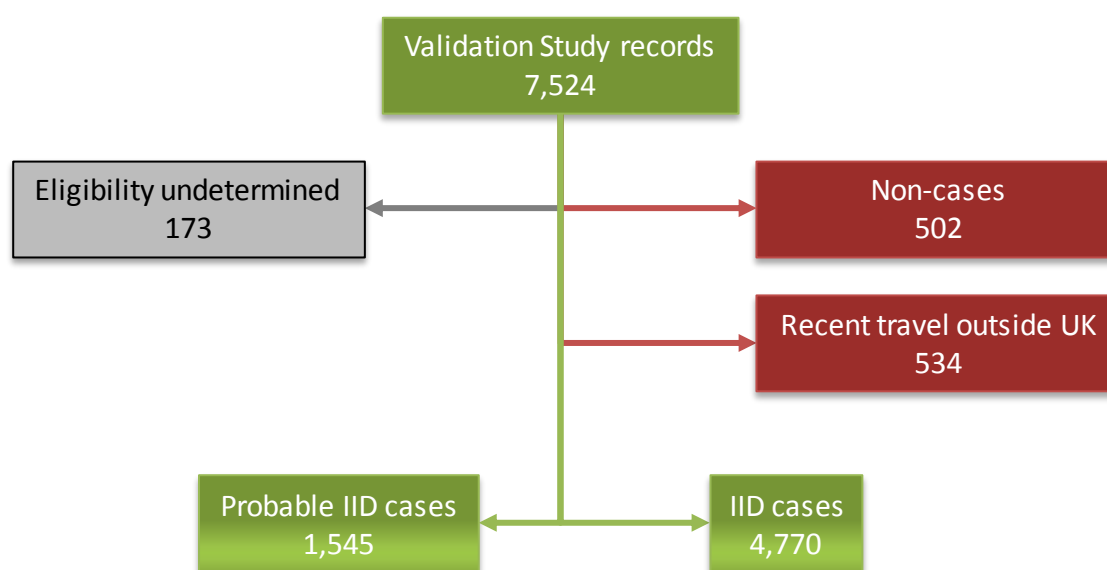 Validation Study records
7,524
Eligibility undetermined
173
Non-cases
502
Recent travel outside UK
534
Probable IID cases
1,545
IID cases
4,770